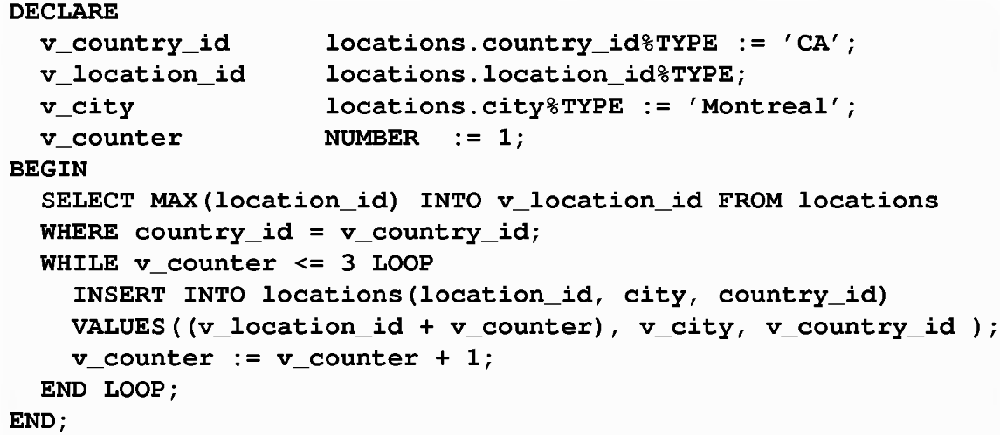 DECLARE
v_country_id locations.country_id%TYPE := 'CA';
v_location_id locations.location_id%TYPE;
v_city locations.city%TYPE := 'Montreal';
v_counter NUMBER := 1;
BEGIN
SELECT MAX(location_id) INTO v_location_id FROM locations
WHERE country_id = v_country_id;
WHILE v_counter <= 3 LOOP
INSERT INTO locations(location_id, city, country_id)
VALUES((v_location_id + v_counter), v_city, v_country_id );
v_counter := v_counter + 1;
END LOOP;
END;